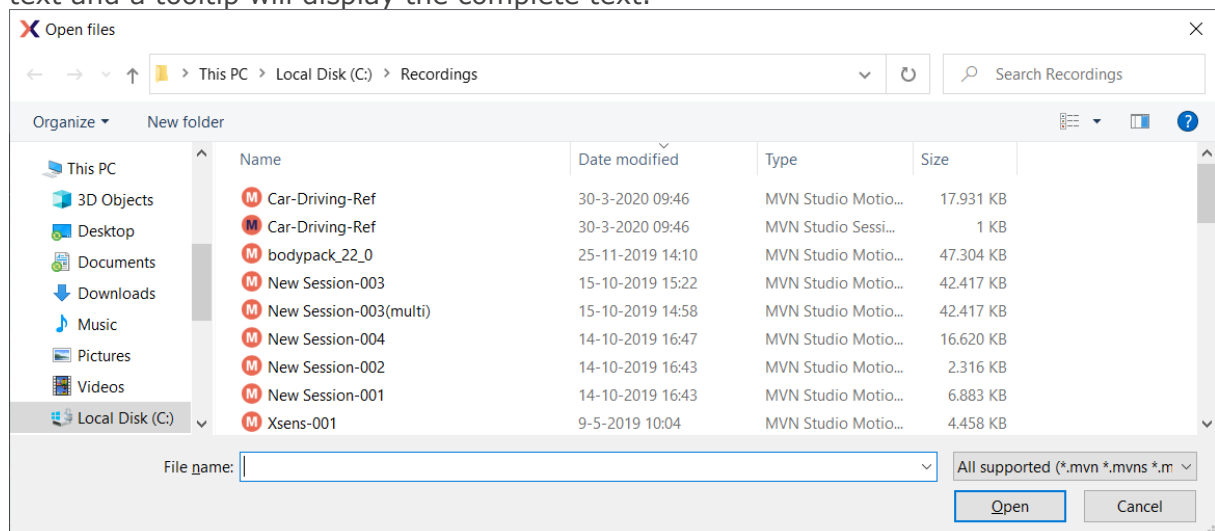 text and a tooltip will display the complete text.
Open files
This PC > Local Disk (C:) > Recordings
Search Recordings
Organize
New folder
Name Date modified Type Size
This PC
3D Objects
Desktop
Documents
Downloads
Music
Pictures
Videos
Local Disk (C:)
Car-Driving-Ref 30-3-2020 09:46 MVN Studio Motio... 17.931 KB
Car-Driving-Ref 30-3-2020 09:46 MVN Studio Sessi... 1 KB
bodypack_22_0 25-11-2019 14:10 MVN Studio Motio... 47.304 KB
New Session-003 15-10-2019 15:22 MVN Studio Motio... 42.417 KB
New Session-003(multi) 15-10-2019 14:58 MVN Studio Motio... 42.417 KB
New Session-004 14-10-2019 16:47 MVN Studio Motio... 16.620 KB
New Session-002 14-10-2019 16:43 MVN Studio Motio... 2.316 KB
New Session-001 14-10-2019 16:43 MVN Studio Motio... 6.883 KB
Xsens-001 9-5-2019 10:04 MVN Studio Motio... 4.458 KB
File name:
All supported (*.mvn *.mvns *.m
Open
Cancel